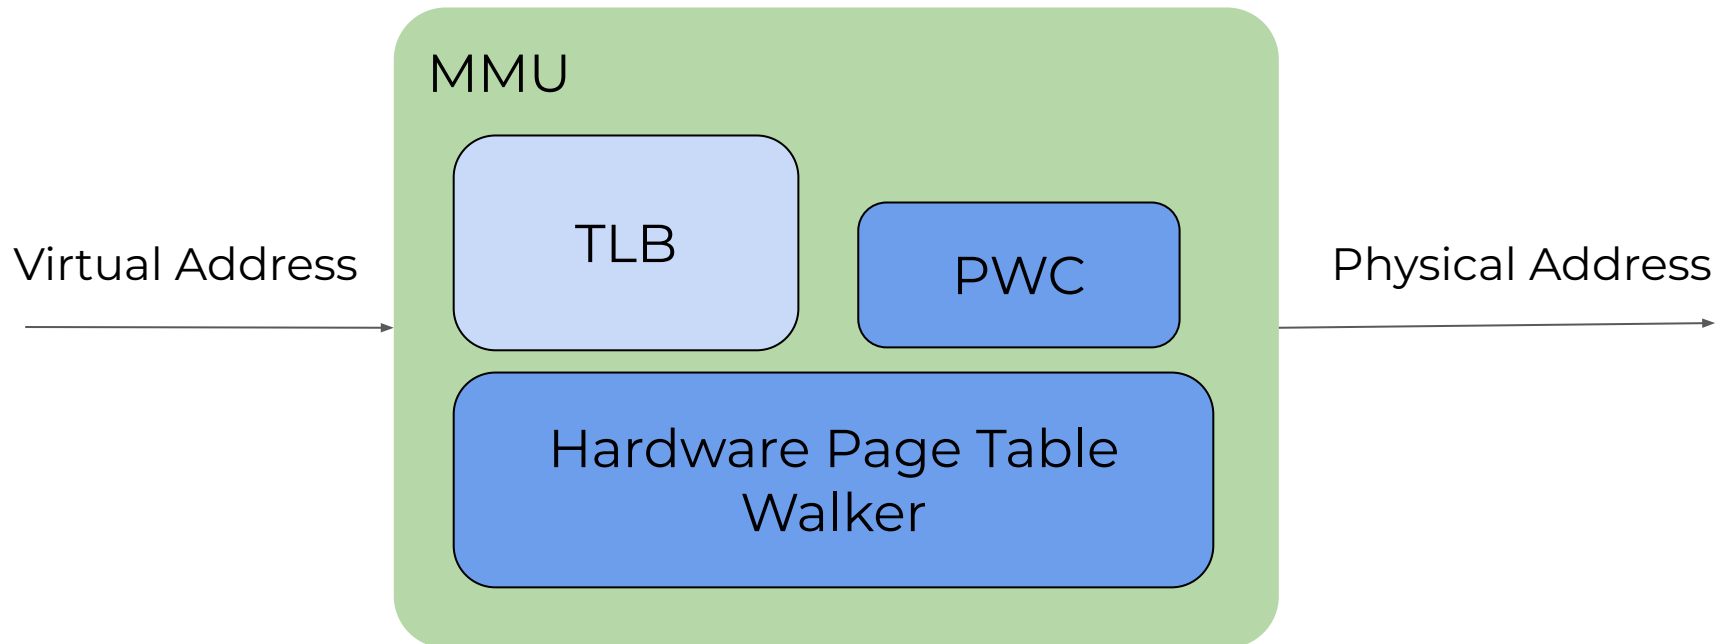 MMU
TLB
PWC
Virtual Address
Physical Address
Hardware Page Table
Walker